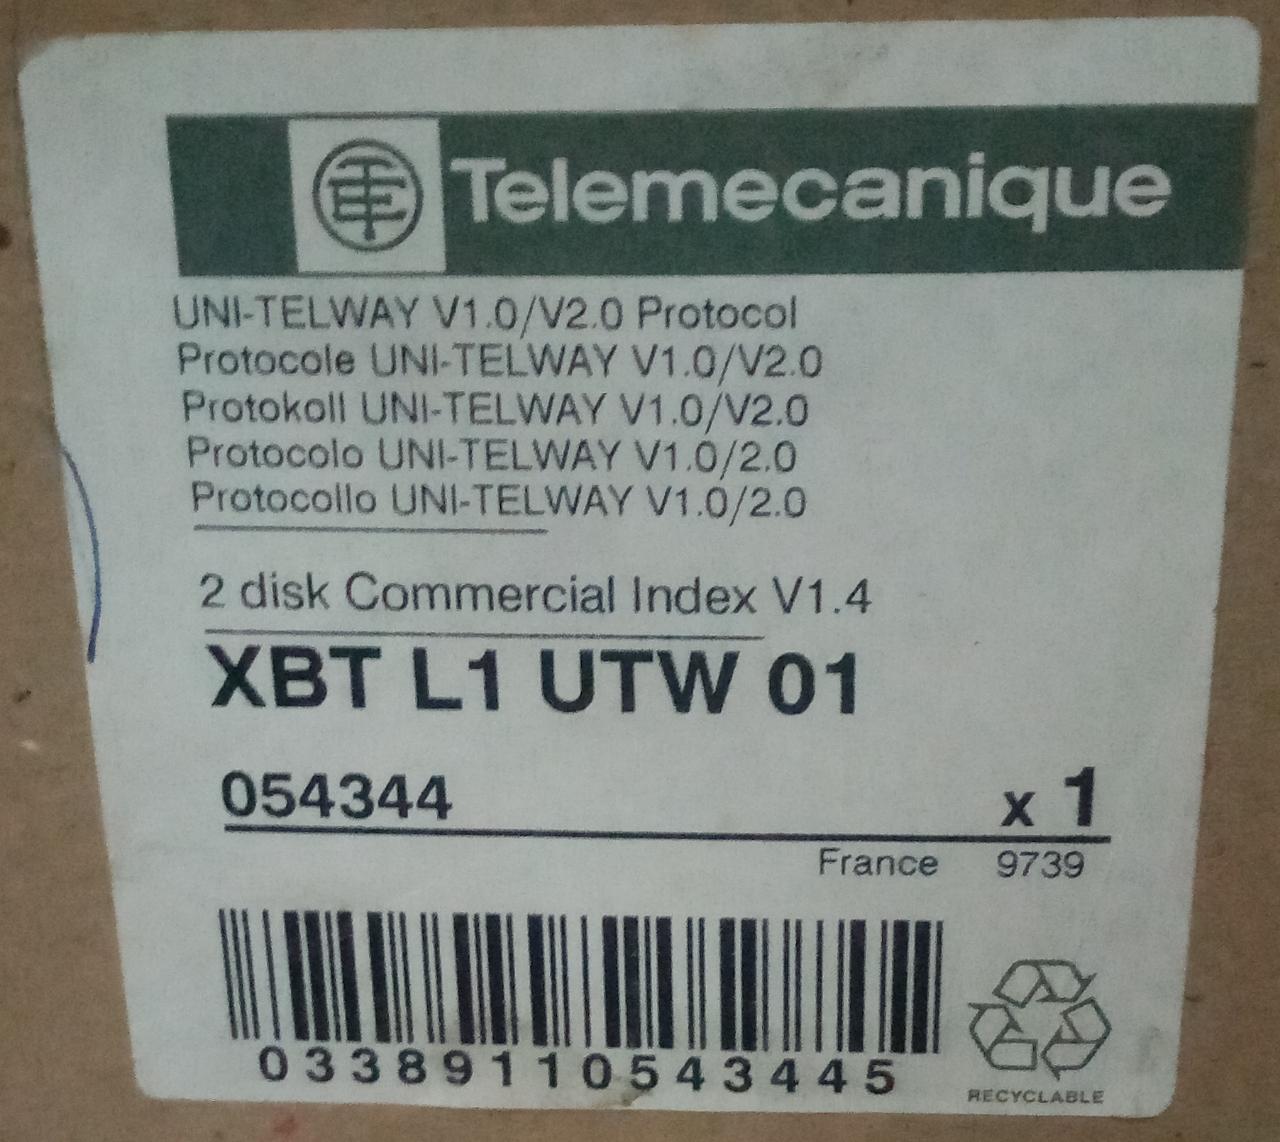 Telemecanique
UNI-TELWAY V1.0/V2.0 Protocol
Protocole UNI-TELWAY V1.0/V2.0
Protokoll UNI-TELWAY V1.0/V2.0
Protocolo UNI-TELWAY V1.0/2.0
Protocollo UNI-TELWAY V1.0/2.0
2 disk Commercial Index V1.4
XBT L1 UTW 01
054344 x 1
France 9739
03389110543445
RECYCLABLE